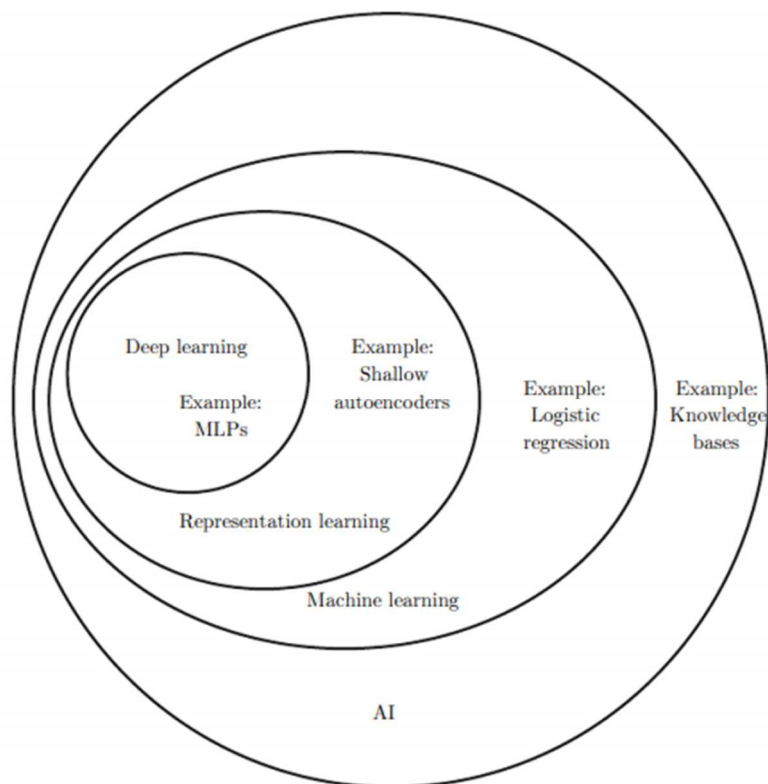 Deep learning
Example:
MLPs
Example:
Shallow
autoencoders
Example:
Logistic
regression
Example:
Knowledge
bases
Representation learning
Machine learning
AI